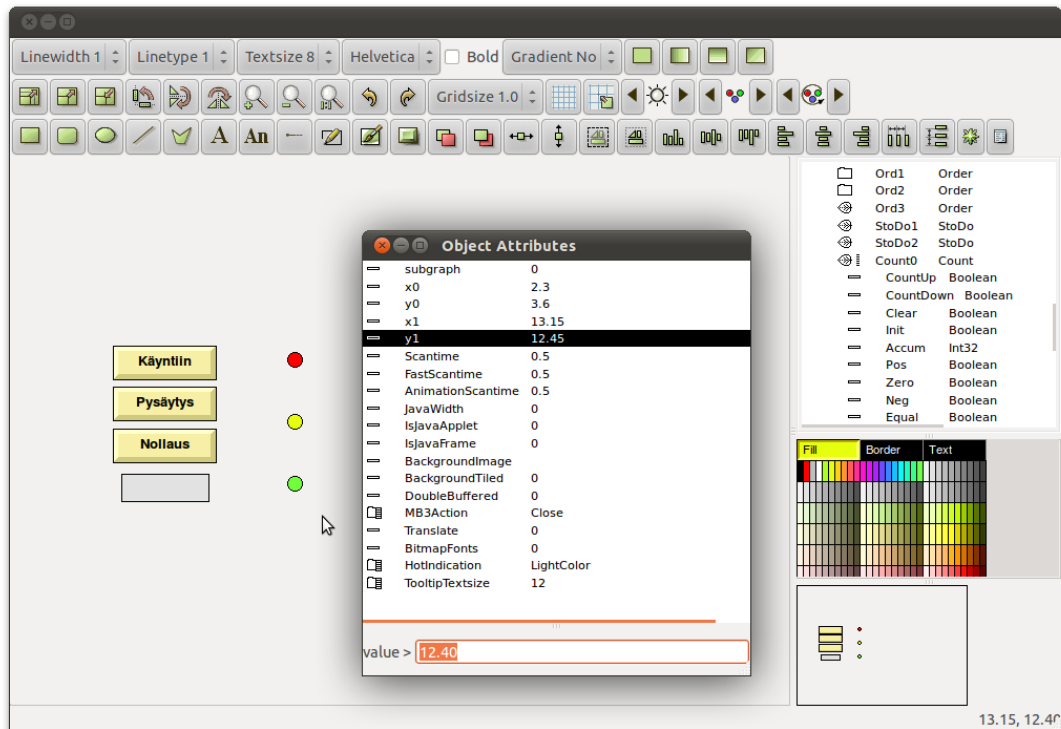 Linewidth 1 Linetype 1 Textsize 8 Helvetica Bold Gradient No
1:1 Gridsize 1.0
A An
Käyntiin
Pysäytys
Nollaus
Object Attributes
subgraph 0
x0 2.3
y0 3.6
x1 13.15
y1 12.45
Scantime 0.5
FastScantime 0.5
AnimationScantime 0.5
JavaWidth 0
IsJavaApplet 0
IsJavaFrame 0
BackgroundImage
BackgroundTiled 0
DoubleBuffered 0
MB3Action Close
Translate 0
BitmapFonts 0
HotIndication LightColor
TooltipTextsize 12
value > 12.40
Ord1 Order
Ord2 Order
Ord3 Order
StoDo1 StoDo
StoDo2 StoDo
Count0 Count
CountUp Boolean
CountDown Boolean
Clear Boolean
Init Boolean
Accum Int32
Pos Boolean
Zero Boolean
Neg Boolean
Equal Boolean
Fill Border Text
13.15, 12.40